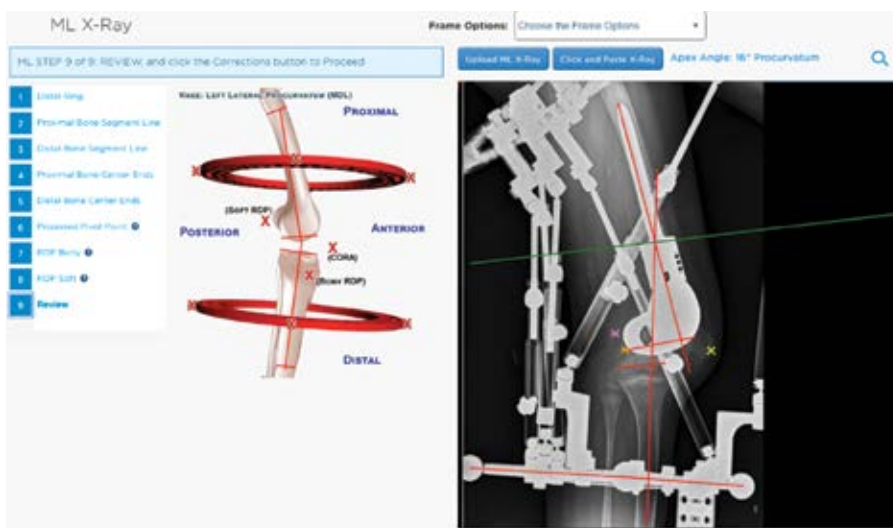 ML X-Ray
Frame Options: Choose the Frame Options
ML STEP 9 of 9: REVIEW, and click the Corrections button to Proceed
Upload ML X-Ray
Click and Paste X-Ray
Apex Angle: 16° Procurvatum
1 Distal Ring
2 Proximal Bone Segment Line
3 Distal Bone Segment Line
4 Proximal Bone Center Ends
5 Distal Bone Center Ends
6 Proposed Pivot Point ?
7 RDP Bony ?
8 RDP Soft ?
9 Review
KNEE: LEFT LATERAL PROCURVATUM (MDL)
PROXIMAL
(SOFT RDP)
POSTERIOR
ANTERIOR
(CORA)
(BONY RDP)
DISTAL